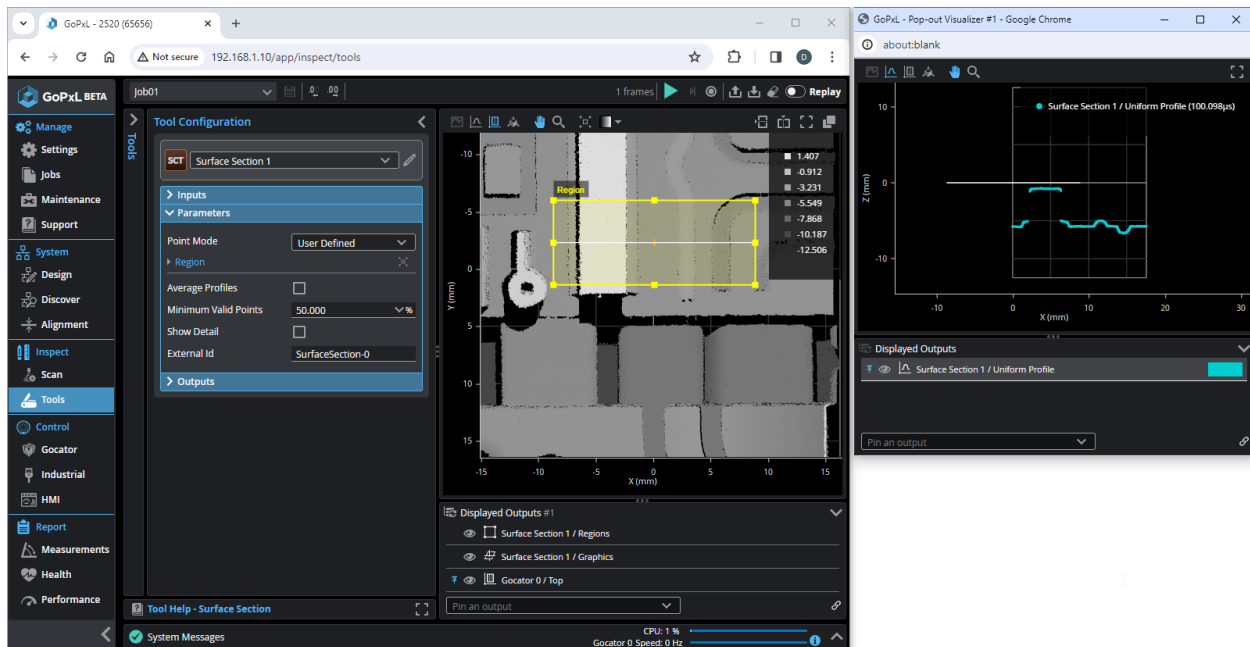 GoPxL - 2520 (65656)
Not secure
192.168.1.10/app/inspect/tools
D
GoPxL BETA
Manage
Settings
Jobs
Maintenance
Support
System
Design
Discover
Alignment
Inspect
Scan
Tools
Control
Gocator
Industrial
HMI
Report
Measurements
Health
Performance
Job01
1 frames
Replay
Tools
Tool Configuration
SCT
Surface Section 1
Inputs
Parameters
Point Mode
User Defined
Region
Average Profiles
Minimum Valid Points
50.000
%
Show Detail
External Id
SurfaceSection-0
Outputs
Tool Help - Surface Section
System Messages
CPU: 1 %
Gocator 0 Speed: 0 Hz
Region
1.407
-0.912
-3.231
-5.549
-7.868
-10.187
-12.506
-10
-5
0
5
10
15
Y (mm)
-15
-10
-5
0
5
10
15
X (mm)
Displayed Outputs #1
Surface Section 1 / Regions
Surface Section 1 / Graphics
Gocator 0 / Top
Pin an output
GoPxL - Pop-out Visualizer #1 - Google Chrome
about:blank
Surface Section 1 / Uniform Profile (100.098µs)
10
0
-10
Z (mm)
-10
0
10
20
30
X (mm)
Displayed Outputs
Surface Section 1 / Uniform Profile
Pin an output